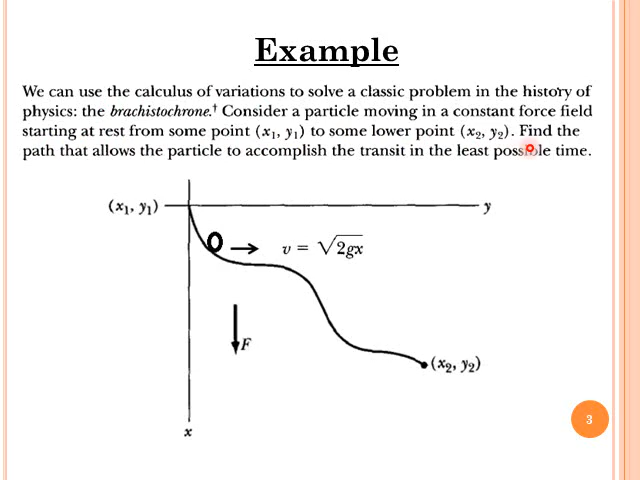 Example
We can use the calculus of variations to solve a classic problem in the history of
physics: the brachistochrone.† Consider a particle moving in a constant force field
starting at rest from some point (x₁, y₁) to some lower point (x₂, y₂). Find the
path that allows the particle to accomplish the transit in the least possible time.
(x₁, y₁)
y
v = √2gx
F
(x₂, y₂)
3
x